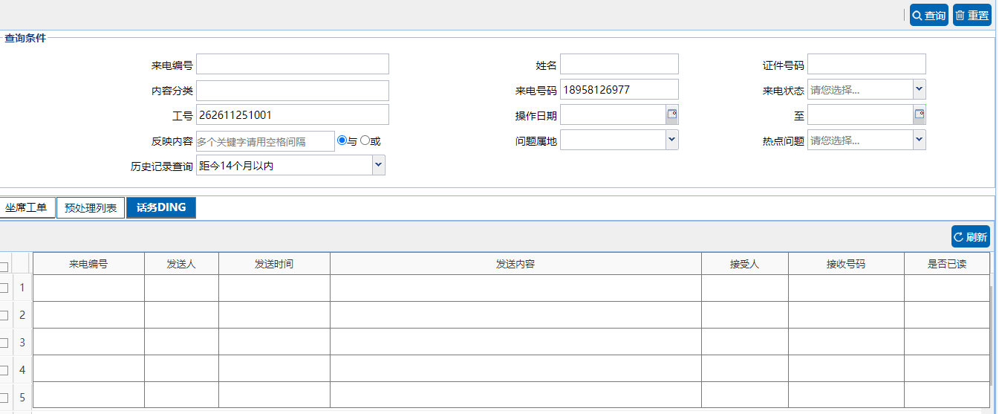 查询 重置
查询条件
来电编号 姓名 证件号码
内容分类 来电号码 18958126977 来电状态 请您选择...
工号 262611251001 操作日期 至
反映内容 多个关键字请用空格间隔 与 或 问题属地 热点问题 请您选择...
历史记录查询 距今14个月以内
坐席工单 预处理列表 话务DING
刷新
来电编号 发送人 发送时间 发送内容 接受人 接收号码 是否已读
1
2
3
4
5